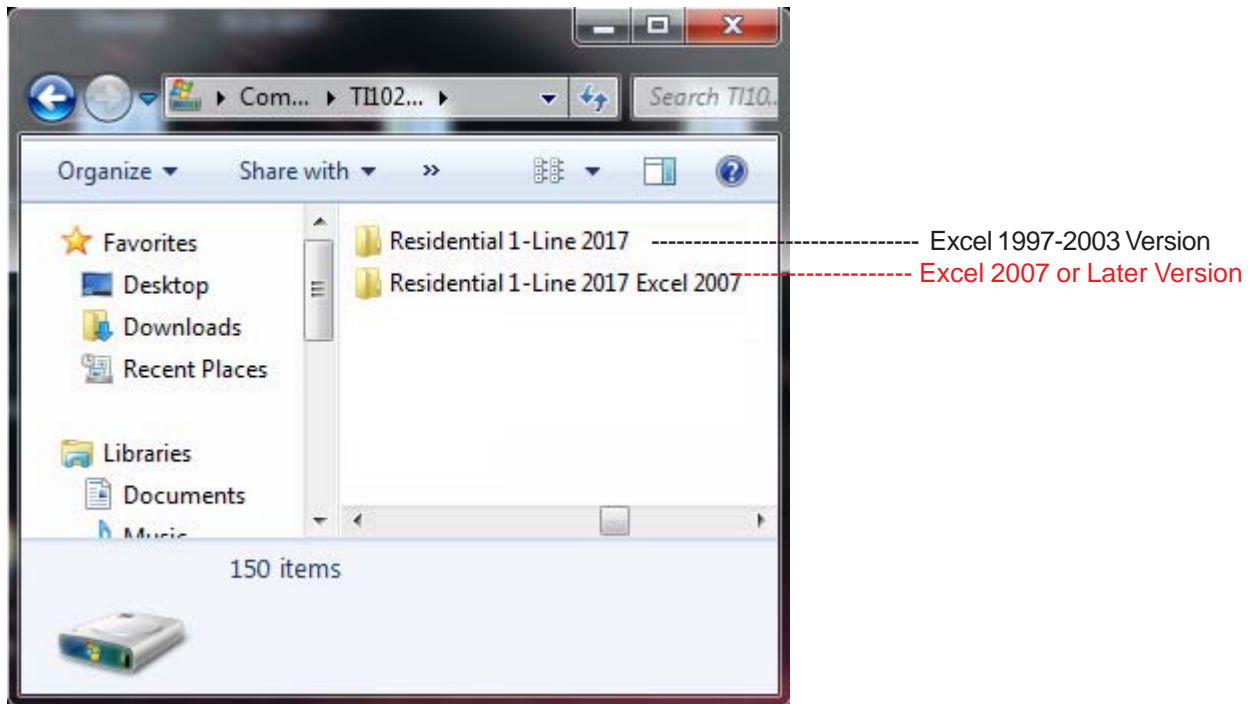 Com... TI102... Search TI10..
Organize Share with »
Favorites
Desktop
Downloads
Recent Places
Libraries
Documents
Music
Residential 1-Line 2017 -------------------------------- Excel 1997-2003 Version
Residential 1-Line 2017 Excel 2007 --------------------- Excel 2007 or Later Version
150 items